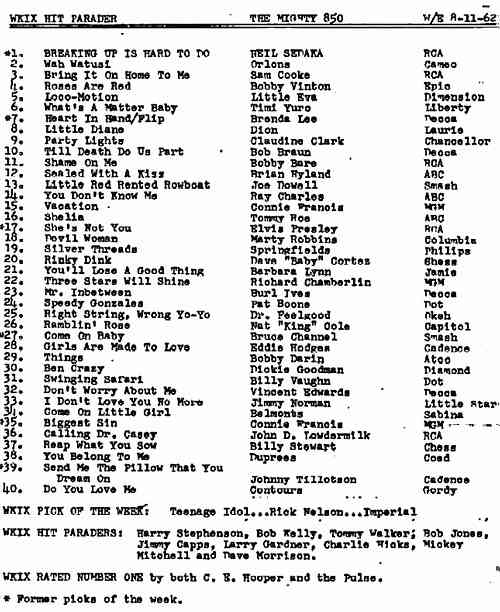 WKIX HIT PARADER THE MIGHTY 850 W/E 8-11-62
*1. BREAKING UP IS HARD TO DO NEIL SEDAKA RCA
2. Wah Watusi Orlons Cameo
3. Bring It On Home To Me Sam Cooke RCA
4. Roses Are Red Bobby Vinton Epic
5. Loco-Motion Little Eva Dimension
6. What's A Matter Baby Timi Yuro Liberty
*7. Heart In Hand/Flip Brenda Lee Decca
8. Little Diane Dion Laurie
9. Party Lights Claudine Clark Chancellor
10. Till Death Do Us Part Bob Braun Decca
11. Shame On Me Bobby Bare RCA
12. Sealed With A Kiss Brian Hyland ABC
13. Little Red Rented Rowboat Joe Dowell Smash
14. You Don't Know Me Ray Charles ABC
15. Vacation Connie Francis MGM
16. Shelia Tommy Roe ABC
*17. She's Not You Elvis Presley RCA
18. Devil Woman Marty Robbins Columbia
19. Silver Threads Springfields Philips
20. Rinky Dink Dave "Baby" Cortez Chess
21. You'll Lose A Good Thing Barbara Lynn Jamie
22. Three Stars Will Shine Richard Chamberlin MGM
23. Mr. Inbetween Burl Ives Decca
24. Speedy Gonzales Pat Boone Dot
25. Right String, Wrong Yo-Yo Dr. Feelgood Okeh
26. Ramblin' Rose Nat "King" Cole Capitol
*27. Come On Baby Bruce Channel Smash
28. Girls Are Made To Love Eddie Hodges Cadence
29. Things Bobby Darin Atco
30. Ben Crazy Dickie Goodman Diamond
31. Swinging Safari Billy Vaughn Dot
32. Don't Worry About Me Vincent Edwards Decca
33. I Don't Love You No More Jimmy Norman Little Star
34. Come On Little Girl Belmonts Sabina
*35. Biggest Sin Connie Francis MGM
36. Calling Dr. Casey John D. Lowdermilk RCA
37. Reap What You Sow Billy Stewart Chess
38. You Belong To Me Duprees Coed
*39. Send Me The Pillow That You
Dream On Johnny Tillotson Cadence
40. Do You Love Me Contours Gordy
WKIX PICK OF THE WEEK: Teenage Idol...Rick Nelson...Imperial
WKIX HIT PARADERS: Harry Stephenson, Bob Kelly, Tommy Walker, Bob Jones,
Jimmy Capps, Larry Gardner, Charlie Hicks, Mickey
Mitchell and Dave Morrison.
WKIX RATED NUMBER ONE by both C. E. Hooper and the Pulse.
* Former picks of the week.